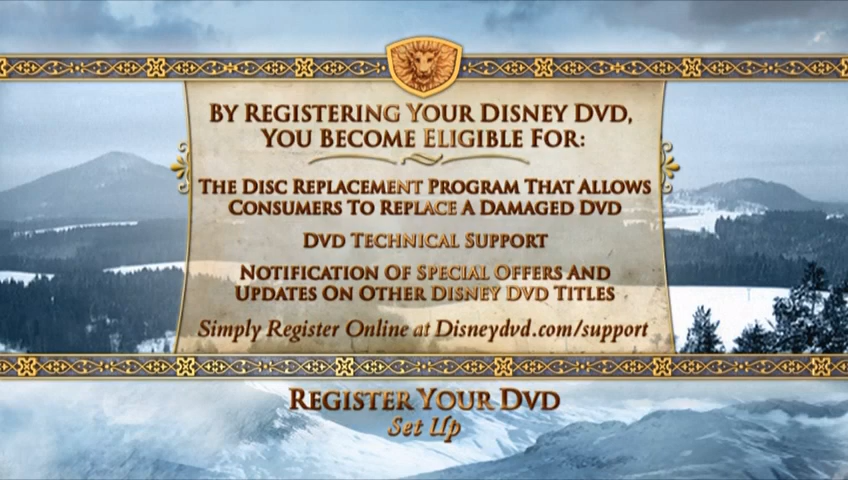 By Registering Your Disney DVD,
You Become Eligible For:
The Disc Replacement Program That Allows
Consumers To Replace A Damaged DVD
DVD Technical Support
Notification Of Special Offers And
Updates On Other Disney DVD Titles
Simply Register Online at Disneydvd.com/support
Register Your DVD
Set Up